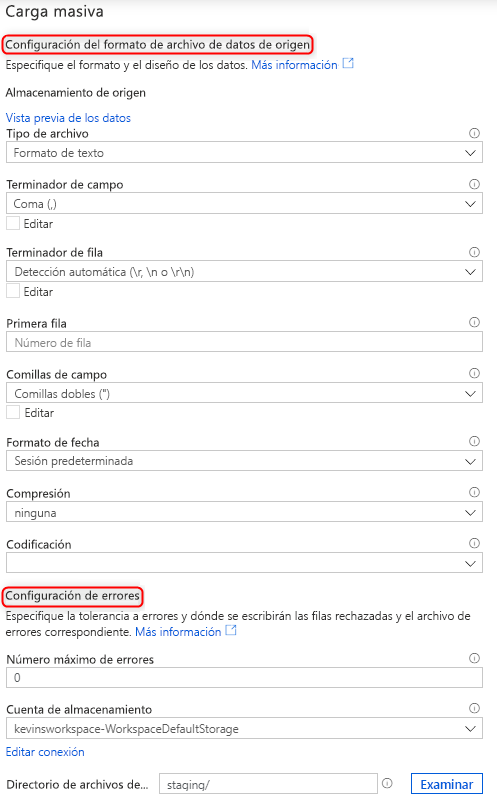 Carga masiva
Configuración del formato de archivo de datos de origen
Especifique el formato y el diseño de los datos. Más información
Almacenamiento de origen
Vista previa de los datos
Tipo de archivo
Formato de texto
Terminador de campo
Coma (,)
Editar
Terminador de fila
Detección automática (\r, \n o \r\n)
Editar
Primera fila
Número de fila
Comillas de campo
Comillas dobles (")
Editar
Formato de fecha
Sesión predeterminada
Compresión
ninguna
Codificación
Configuración de errores
Especifique la tolerancia a errores y dónde se escribirán las filas rechazadas y el archivo de
errores correspondiente. Más información
Número máximo de errores
0
Cuenta de almacenamiento
kevinsworkspace-WorkspaceDefaultStorage
Editar conexión
Directorio de archivos de... staging/ Examinar